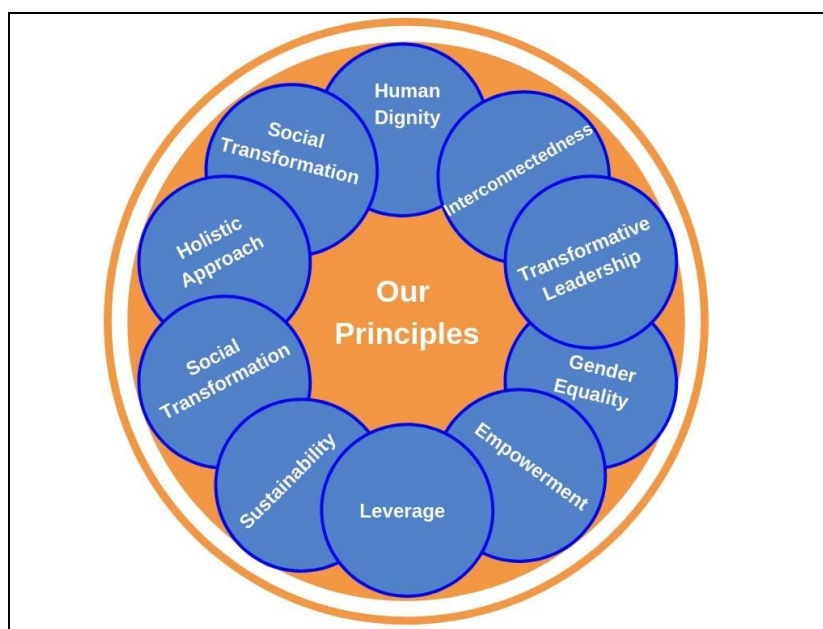 Human
Dignity
Interconnectedness
Transformative
Leadership
Gender
Equality
Empowerment
Leverage
Sustainability
Social
Transformation
Holistic
Approach
Social
Transformation
Our
Principles